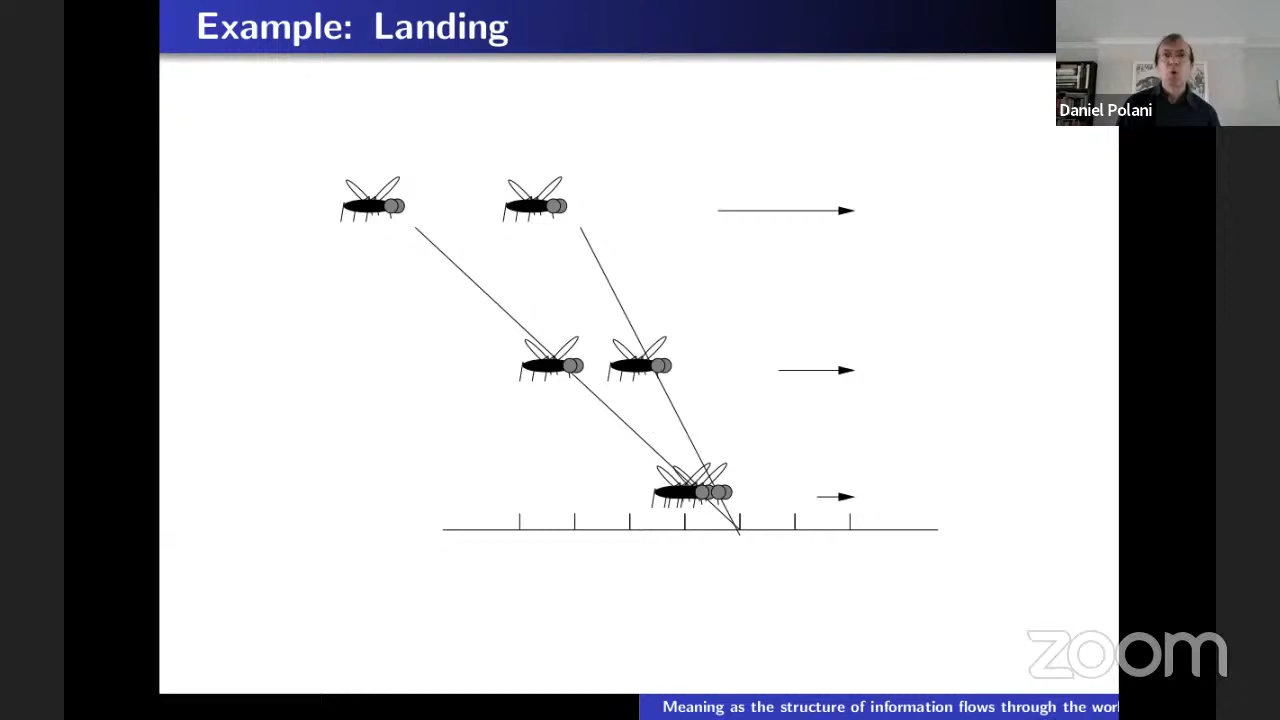 Example: Landing
Daniel Polani
zoom
Meaning as the structure of information flows through the wor